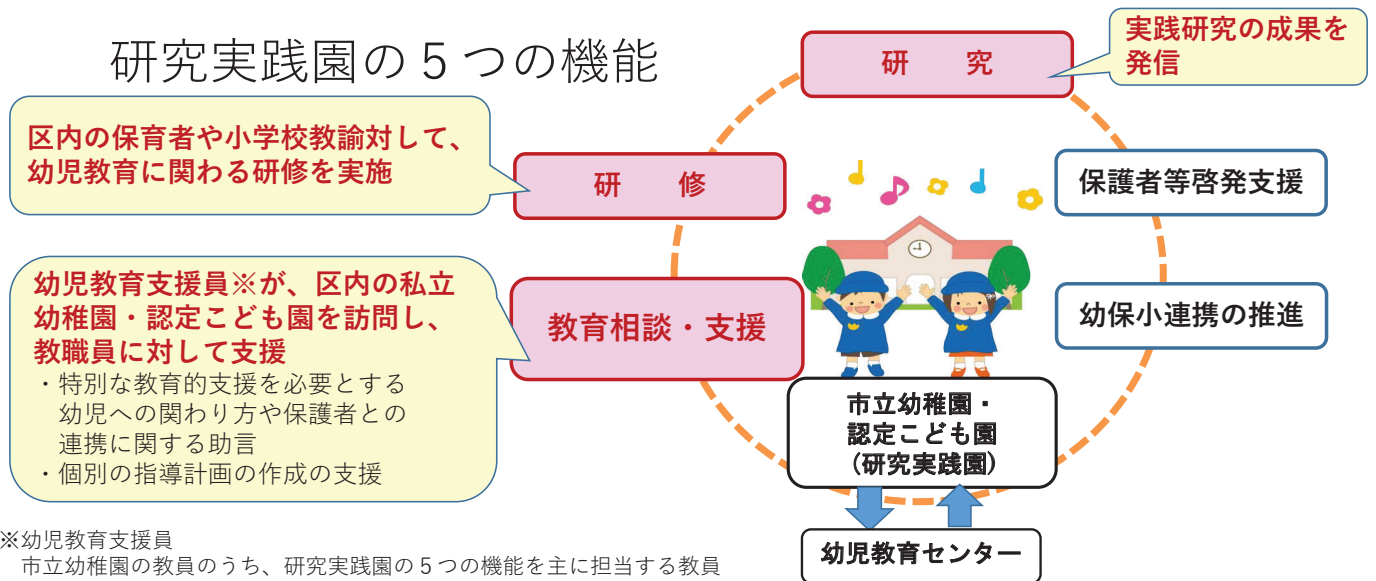 研究実践園の５つの機能
研　究
実践研究の成果を
発信
区内の保育者や小学校教諭対して、
幼児教育に関わる研修を実施
研　修
保護者等啓発支援
幼児教育支援員※が、区内の私立
幼稚園・認定こども園を訪問し、
教職員に対して支援
・特別な教育的支援を必要とする
幼児への関わり方や保護者との
連携に関する助言
・個別の指導計画の作成の支援
教育相談・支援
幼保小連携の推進
市立幼稚園・
認定こども園
（研究実践園）
幼児教育センター
※幼児教育支援員
市立幼稚園の教員のうち、研究実践園の５つの機能を主に担当する教員